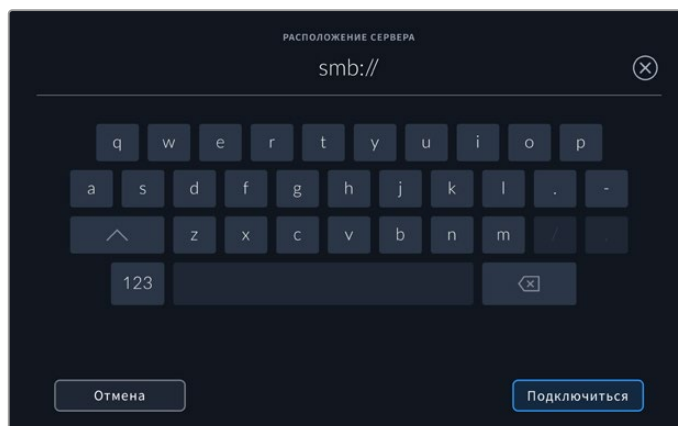 РАСПОЛОЖЕНИЕ СЕРВЕРА
smb://
q w e r t y u i o p
a s d f g h j k l . -
z x c v b n m /
123
Отмена Подключиться